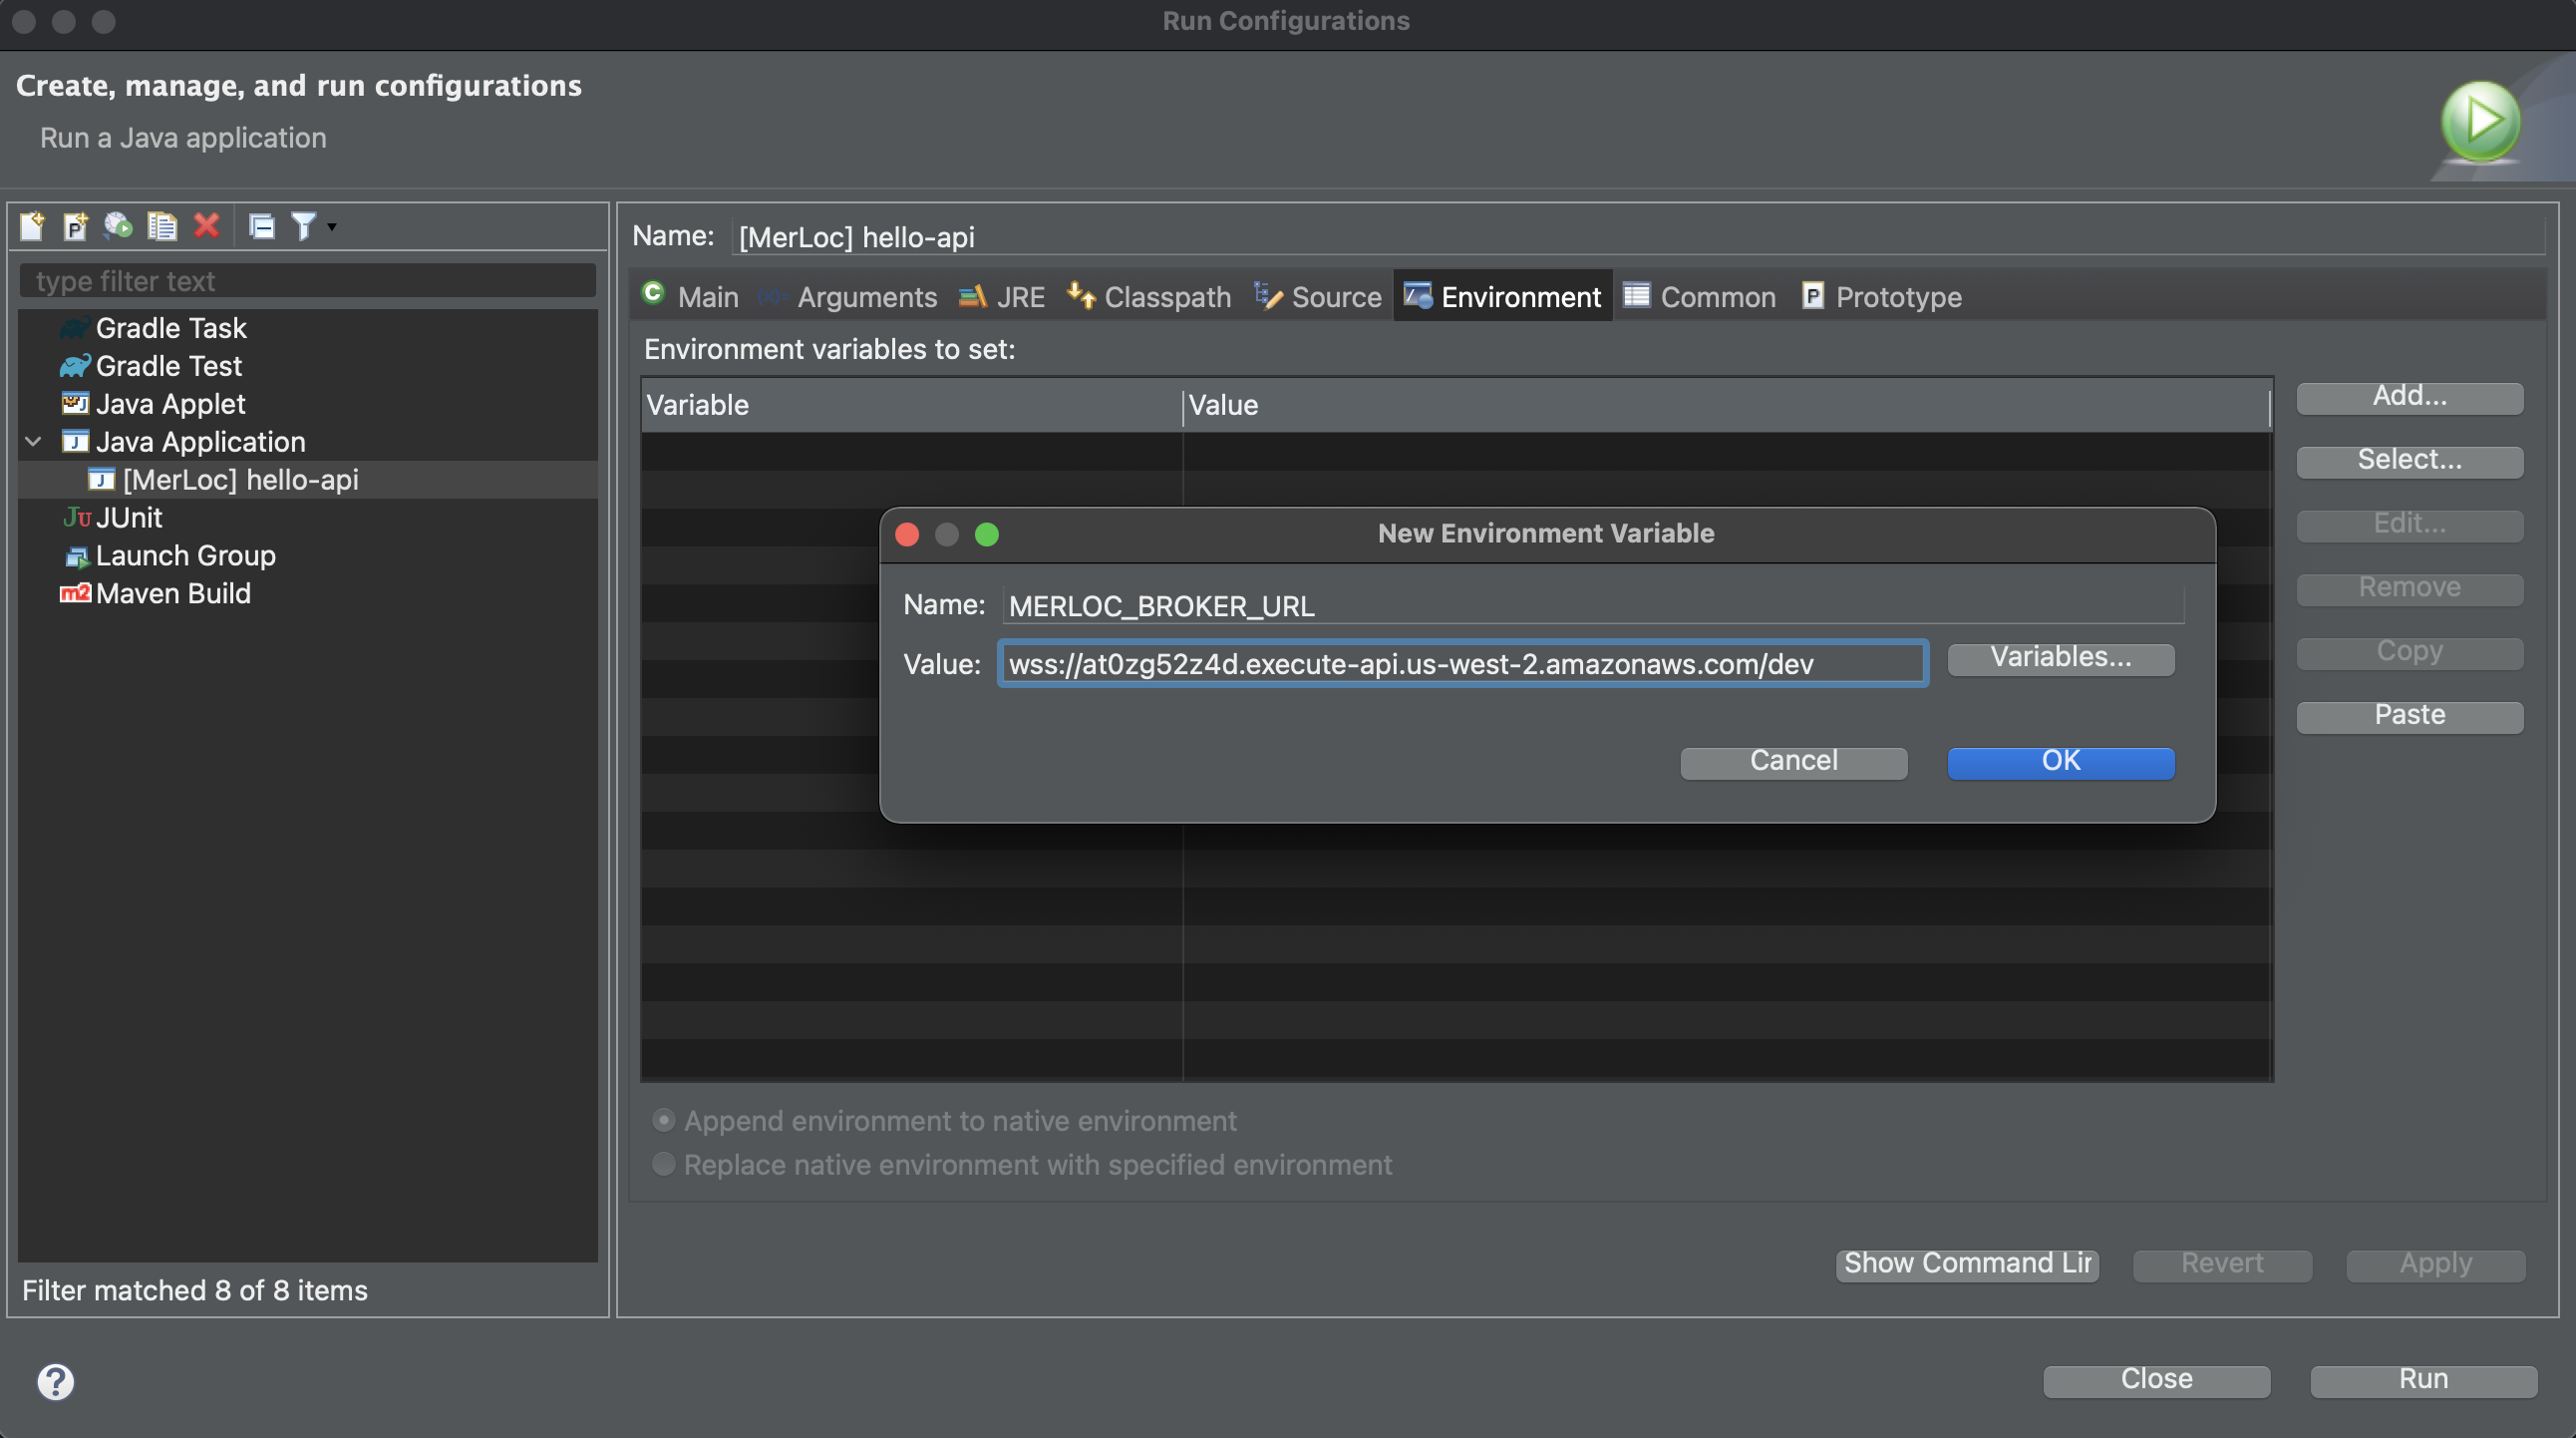 Run Configurations
Create, manage, and run configurations
Run a Java application
type filter text
Gradle Task
Gradle Test
Java Applet
Java Application
[MerLoc] hello-api
JUnit
Launch Group
Maven Build
Filter matched 8 of 8 items
Name: [MerLoc] hello-api
Main Arguments JRE Classpath Source Environment Common Prototype
Environment variables to set:
Variable Value
Add...
Select...
Edit...
Remove
Copy
Paste
New Environment Variable
Name: MERLOC_BROKER_URL
Value: wss://at0zg52z4d.execute-api.us-west-2.amazonaws.com/dev Variables...
Cancel OK
Append environment to native environment
Replace native environment with specified environment
Show Command Lir Revert Apply
Close Run